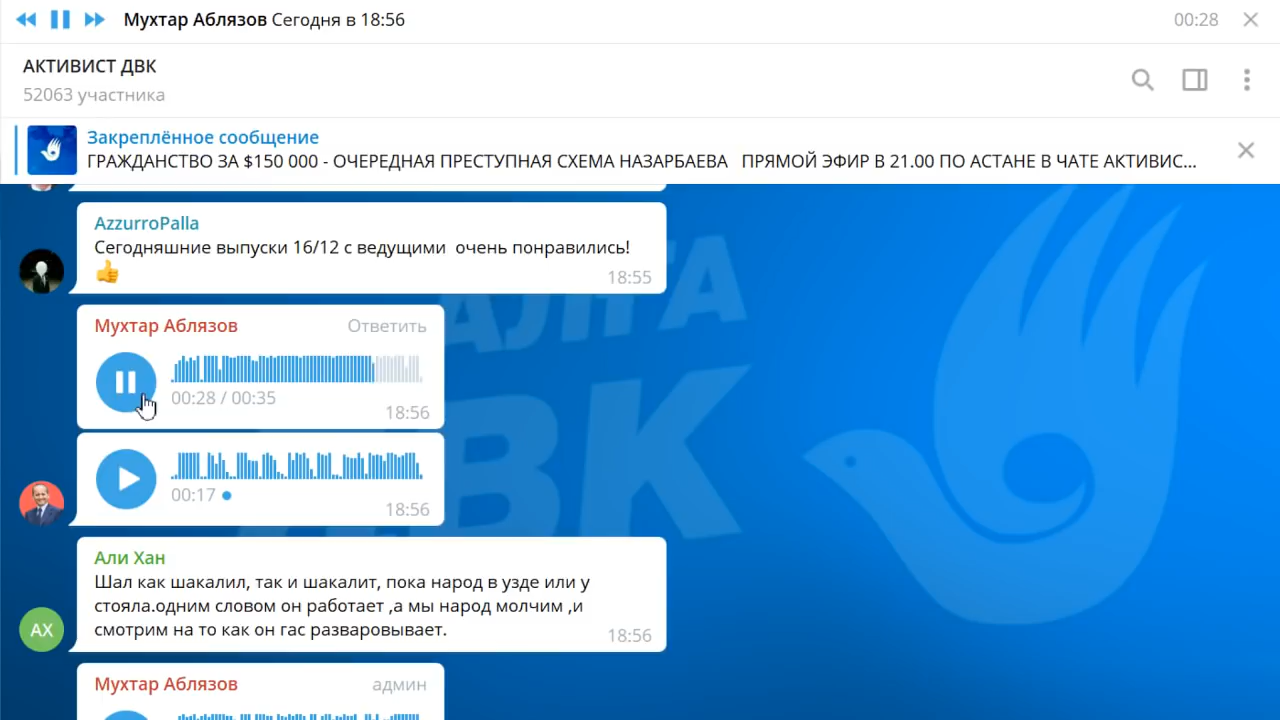 Мухтар Аблязов Сегодня в 18:56
00:28
АКТИВИСТ ДВК
52063 участника
Закреплённое сообщение
ГРАЖДАНСТВО ЗА $150 000 - ОЧЕРЕДНАЯ ПРЕСТУПНАЯ СХЕМА НАЗАРБАЕВА ПРЯМОЙ ЭФИР В 21.00 ПО АСТАНЕ В ЧАТЕ АКТИВИС...
AzzurroPalla
Сегодняшние выпуски 16/12 с ведущими очень понравились!
👍
18:55
Мухтар Аблязов
Ответить
00:28 / 00:35
18:56
00:17
18:56
Али Хан
Шал как шакалил, так и шакалит, пока народ в узде или у
стояла.одним словом он работает ,а мы народ молчим ,и
смотрим на то как он гас разваровывает.
18:56
АХ
Мухтар Аблязов
админ
АЛТА
ДВК